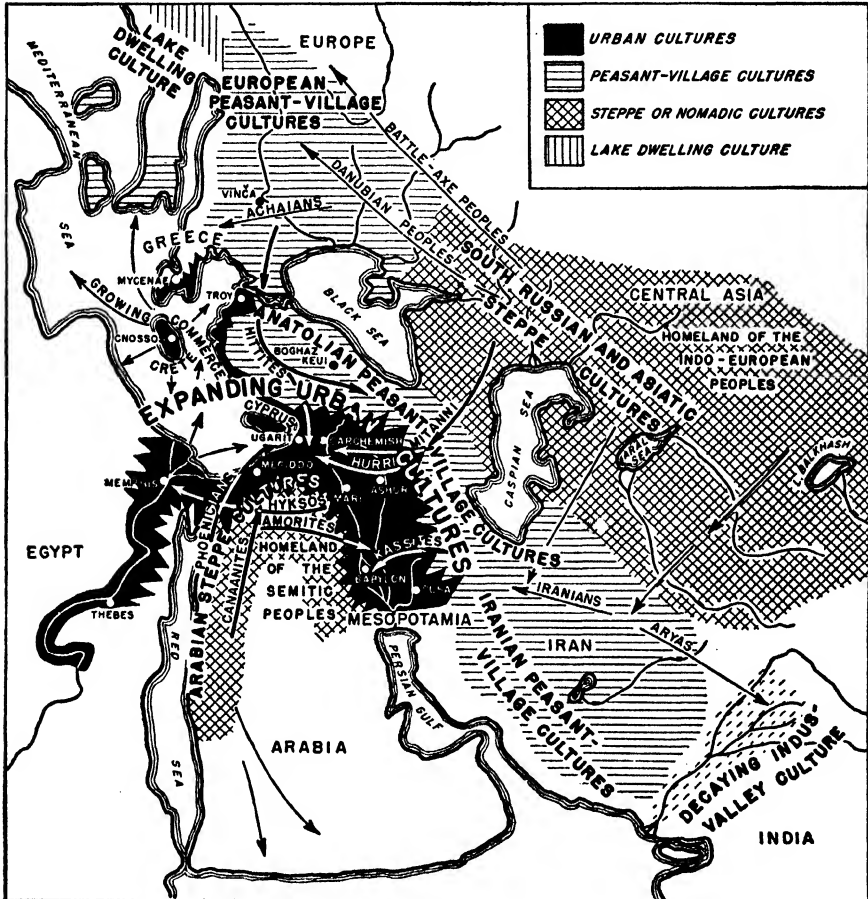 URBAN CULTURES
PEASANT-VILLAGE CULTURES
STEPPE OR NOMADIC CULTURES
LAKE DWELLING CULTURE
LAKE
DWELLING
CULTURE
EUROPE
MEDITERRANEAN
SEA
EUROPEAN
PEASANT-VILLAGE
CULTURES
BATTLE-AXE PEOPLES
DANUBIAN PEOPLES
VINČA
ACHAIANS
GREECE
MYCENAE
TROY
BLACK SEA
SOUTH RUSSIAN AND ASIATIC
STEPPE CULTURES
CENTRAL ASIA
HOMELAND OF THE
INDO-EUROPEAN
PEOPLES
GROWING COMMERCE
CNOSSOS
CRETE
ANATOLIAN PEASANT
VILLAGE CULTURES
HITTITES
BOGHAZ
KEUI
EXPANDING URBAN
CULTURES
CYPRUS
UGARIT
ARCHEMISH
MITANNI
HURRI
CASPIAN SEA
ARAL
SEA
L. BALKHASH
MEMPHIS
MEGIDDO
MARI
ASHUR
HYKSOS
AMORITES
KASSITES
PHOENICIANS
CANAANITES
ARABIAN STEPPE CULTURES
HOMELAND
OF THE
SEMITIC
PEOPLES
BABYLON
MESOPOTAMIA
EGYPT
THEBES
RED
SEA
IRANIANS
ARYAS
IRAN
IRANIAN PEASANT-
VILLAGE CULTURES
PERSIAN GULF
ARABIA
DECAYING INDUS-
VALLEY CULTURE
INDIA